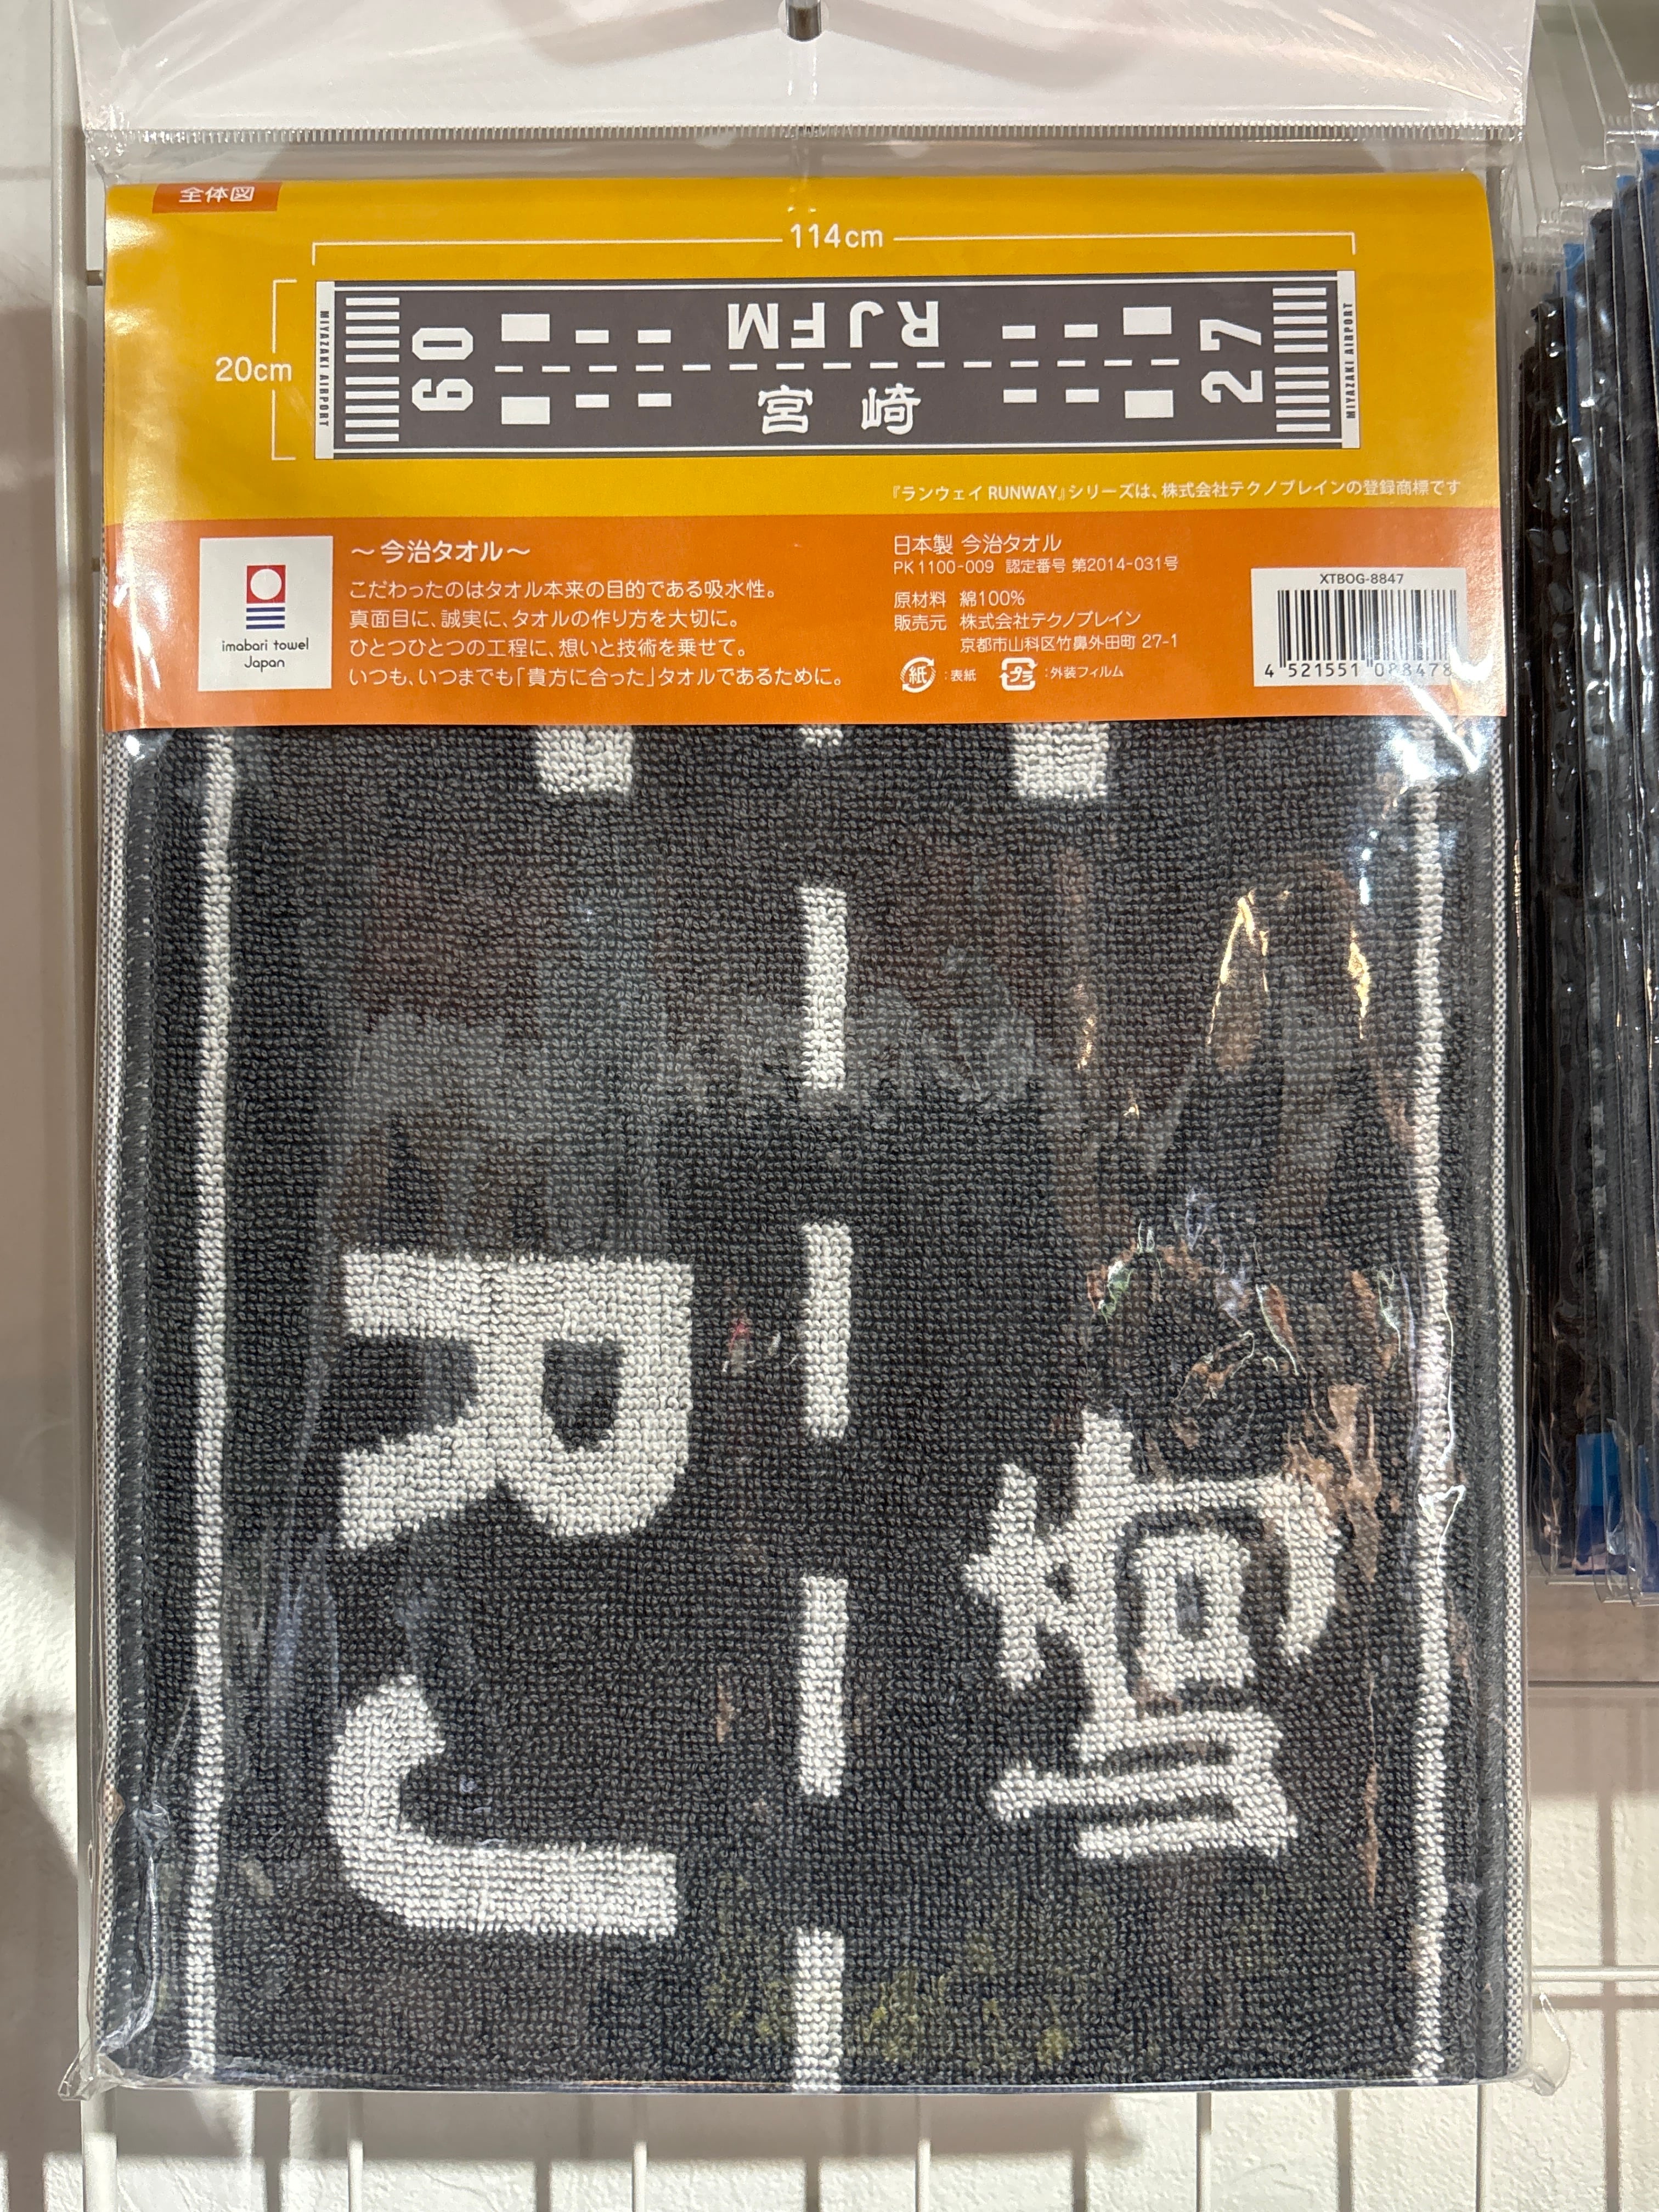 全体図
114cm
20cm
MIYAZAKI AIRPORT
09
RJFM
宮崎
27
MIYAZAKI AIRPORT
『ランウェイ RUNWAY』シリーズは、株式会社テクノブレインの登録商標です
imabari towel
Japan
～今治タオル～
こだわったのはタオル本来の目的である吸水性。
真面目に、誠実に、タオルの作り方を大切に。
ひとつひとつの工程に、想いと技術を乗せて。
いつも、いつまでも「貴方に合った」タオルであるために。
日本製 今治タオル
PK1100-009 認定番号 第2014-031号
原材料 綿100%
販売元 株式会社テクノブレイン
京都市山科区竹鼻外田町 27-1
紙 :表紙 プラ :外装フィルム
XTBOG-8847
4 521551 088478
RJ
宮